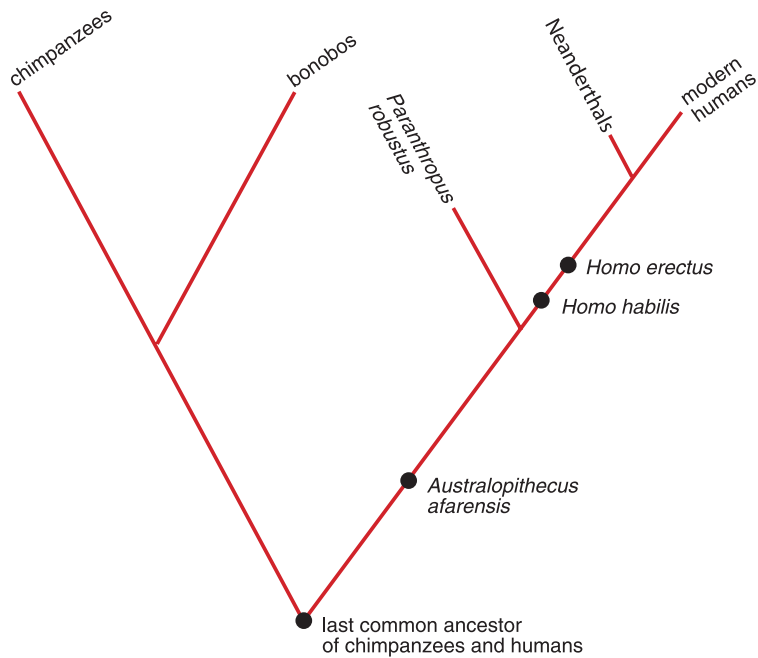 chimpanzees
bonobos
Paranthropus
robustus
Neanderthals
modern
humans
Homo erectus
Homo habilis
Australopithecus
afarensis
last common ancestor
of chimpanzees and humans